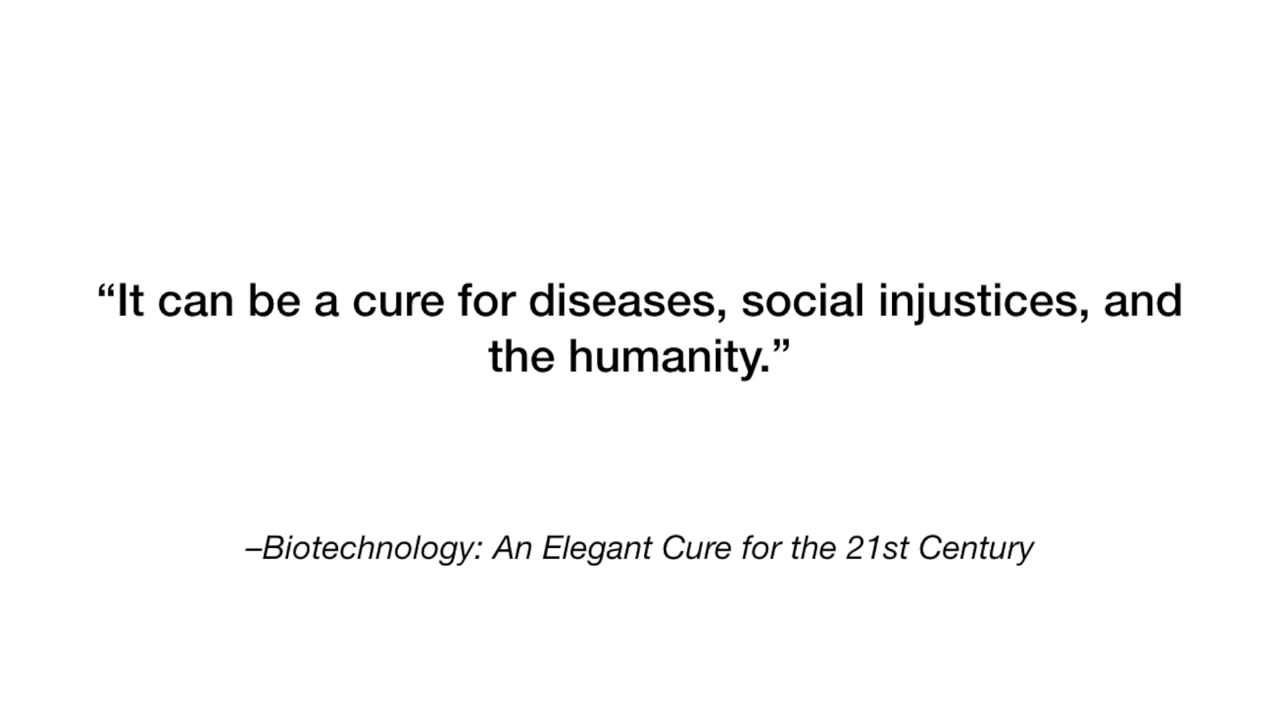 “It can be a cure for diseases, social injustices, and
the humanity.”
–Biotechnology: An Elegant Cure for the 21st Century